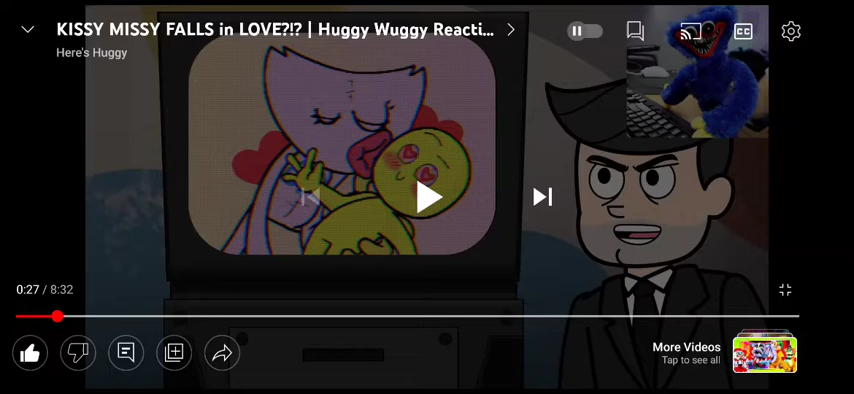 KISSY MISSY FALLS in LOVE?!? | Huggy Wuggy Reacti...
CC
Here's Huggy
0:27 / 8:32
More Videos
Tap to see all